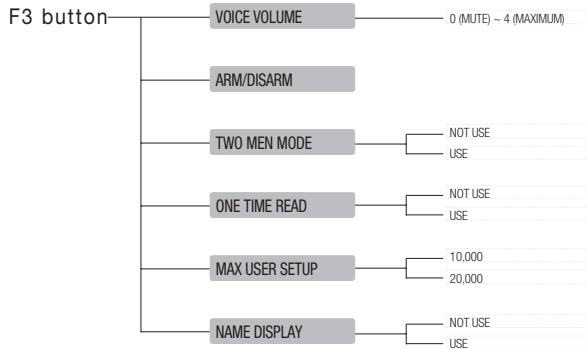 F3 button
VOICE VOLUME
0 (MUTE) ~ 4 (MAXIMUM)
ARM/DISARM
TWO MEN MODE
NOT USE
USE
ONE TIME READ
NOT USE
USE
MAX USER SETUP
10,000
20,000
NAME DISPLAY
NOT USE
USE